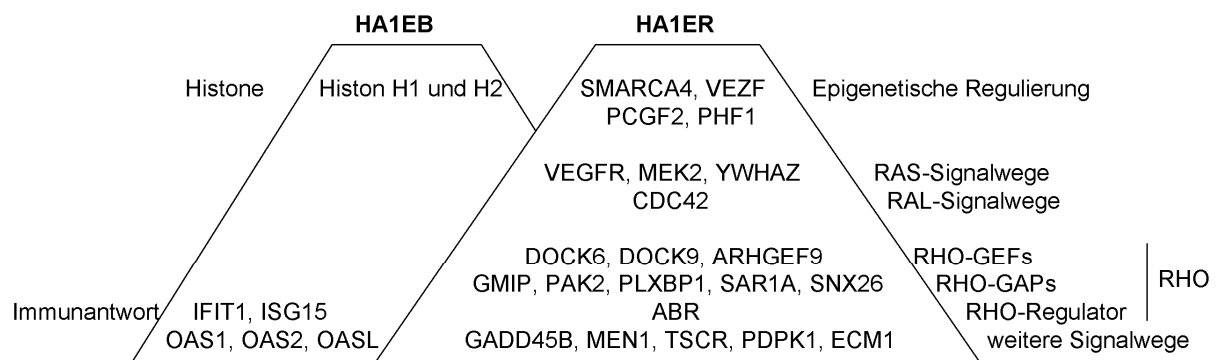 HA1EB HA1ER
Histone Histon H1 und H2 SMARCA4, VEZF Epigenetische Regulierung
PCGF2, PHF1
VEGFR, MEK2, YWHAZ RAS-Signalwege
CDC42 RAL-Signalwege
DOCK6, DOCK9, ARHGEF9 RHO-GEFs
GMIP, PAK2, PLXBP1, SAR1A, SNX26 RHO-GAPs RHO
Immunantwort IFIT1, ISG15 ABR RHO-Regulator
OAS1, OAS2, OASL GADD45B, MEN1, TSCR, PDPK1, ECM1 weitere Signalwege